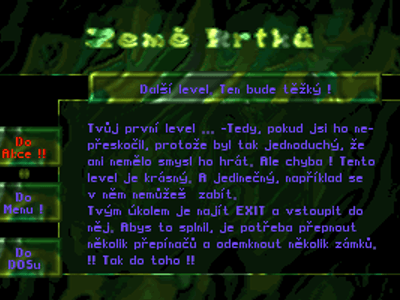 Země Krtků
Další level. Ten bude těžký !
Tvůj první level ... -Tedy, pokud jsi ho ne-
přeskočil, protože byl tak jednoduchý, že
ani nemělo smysl ho hrát. Ale chyba ! Tento
level je krásný. A jedinečný, například se
v něm nemůžeš zabít.
Tvým úkolem je najít EXIT a vstoupit do
něj. Abys to splnil, je potřeba přepnout
několik přepínačů a odemknout několik zámků.
!! Tak do toho !!
Do
Akce !!
Do
Menu !
Do
DOSu